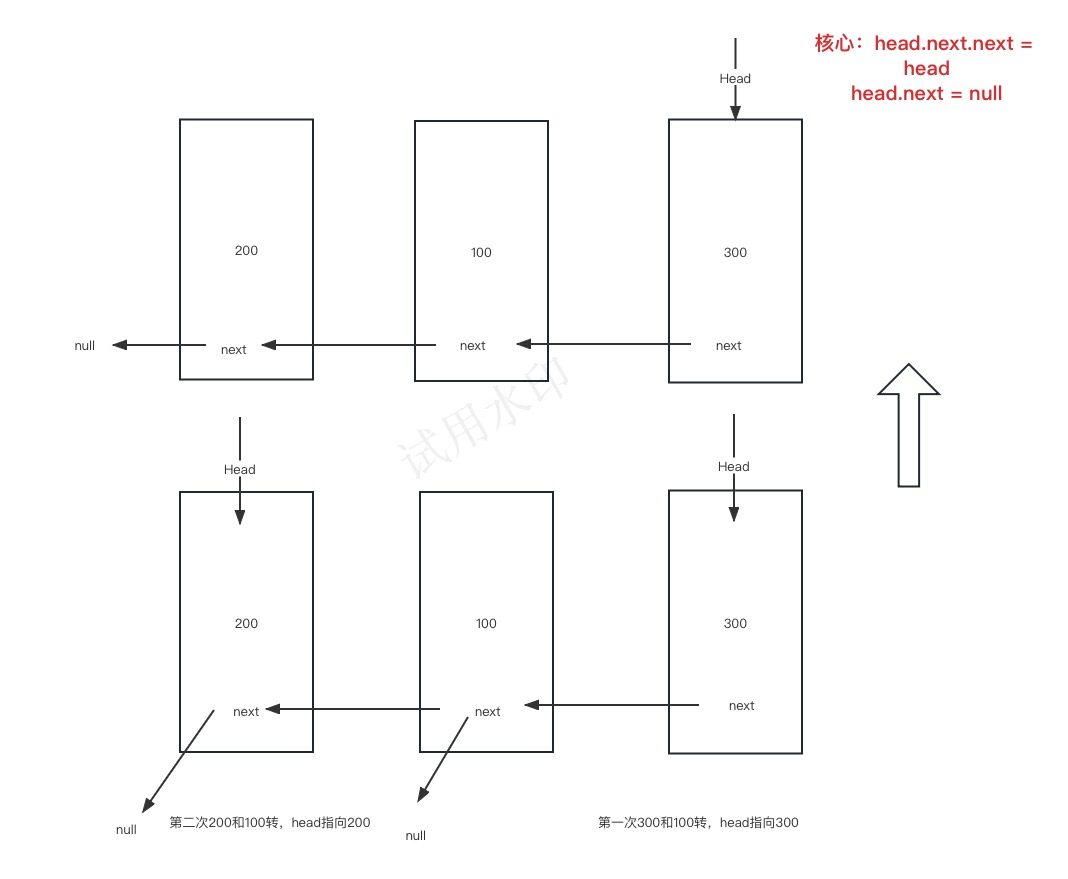 核心：head.next.next =
head
head.next = null
Head
200
100
300
null
next
next
next
试用水印
Head
Head
200
100
300
next
next
next
null
第二次200和100转，head指向200
null
第一次300和100转，head指向300